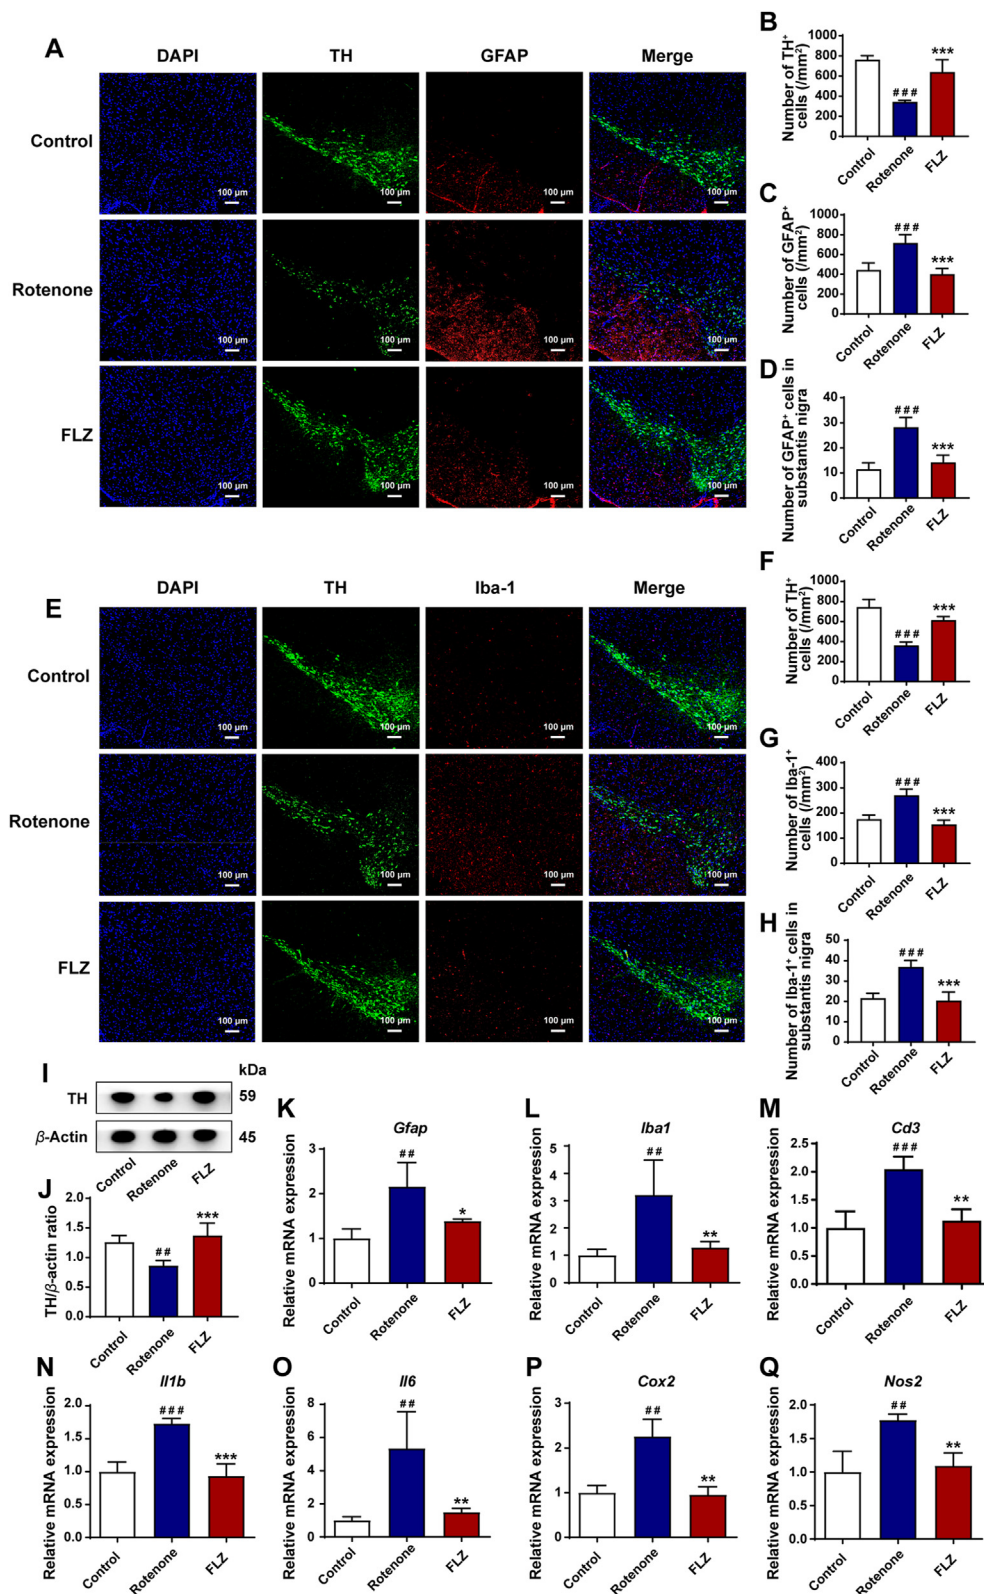 A
DAPI TH GFAP Merge
Control
100 µm 100 µm 100 µm 100 µm
Rotenone
100 µm 100 µm 100 µm 100 µm
FLZ
100 µm 100 µm 100 µm 100 µm
B
Number of TH+
cells (/mm2)
1000
800
600
400
200
0
###
***
Control Rotenone FLZ
C
Number of GFAP+
cells (/mm2)
1000
800
600
400
200
0
###
***
Control Rotenone FLZ
D
Number of GFAP+ cells in
substantis nigra
40
30
20
10
0
###
***
Control Rotenone FLZ
E
DAPI TH Iba-1 Merge
Control
100 µm 100 µm 100 µm 100 µm
Rotenone
100 µm 100 µm 100 µm 100 µm
FLZ
100 µm 100 µm 100 µm 100 µm
F
Number of TH+
cells (/mm2)
1000
800
600
400
200
0
###
***
Control Rotenone FLZ
G
Number of Iba-1+
cells (/mm2)
400
300
200
100
0
###
***
Control Rotenone FLZ
H
Number of Iba-1+ cells in
substantis nigra
50
40
30
20
10
0
###
***
Control Rotenone FLZ
I
kDa
TH 59
β-Actin 45
Control Rotenone FLZ
J
TH/β-actin ratio
2.0
1.5
1.0
0.5
0.0
##
***
Control Rotenone FLZ
K
Gfap
Relative mRNA expression
3
2
1
0
##
*
Control Rotenone FLZ
L
Iba1
Relative mRNA expression
5
4
3
2
1
0
##
**
Control Rotenone FLZ
M
Cd3
Relative mRNA expression
2.5
2.0
1.5
1.0
0.5
0.0
###
**
Control Rotenone FLZ
N
Il1b
Relative mRNA expression
2.0
1.5
1.0
0.5
0.0
###
***
Control Rotenone FLZ
O
Il6
Relative mRNA expression
8
6
4
2
0
##
**
Control Rotenone FLZ
P
Cox2
Relative mRNA expression
3
2
1
0
##
**
Control Rotenone FLZ
Q
Nos2
Relative mRNA expression
2.0
1.5
1.0
0.5
0.0
##
**
Control Rotenone FLZ